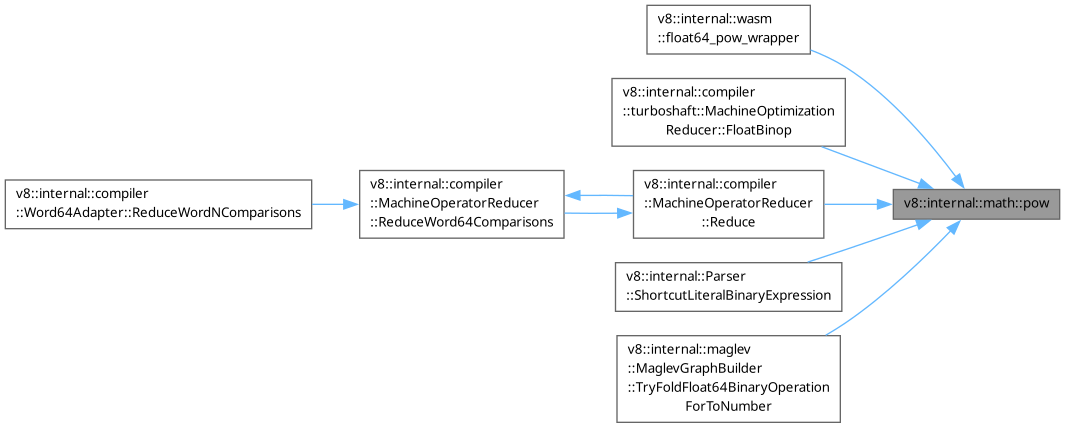 v8::internal::wasm
::float64_pow_wrapper
v8::internal::compiler
::turboshaft::MachineOptimization
Reducer::FloatBinop
v8::internal::compiler
::Word64Adapter::ReduceWordNComparisons
v8::internal::compiler
::MachineOperatorReducer
::ReduceWord64Comparisons
v8::internal::compiler
::MachineOperatorReducer
::Reduce
v8::internal::math::pow
v8::internal::Parser
::ShortcutLiteralBinaryExpression
v8::internal::maglev
::MaglevGraphBuilder
::TryFoldFloat64BinaryOperation
ForToNumber